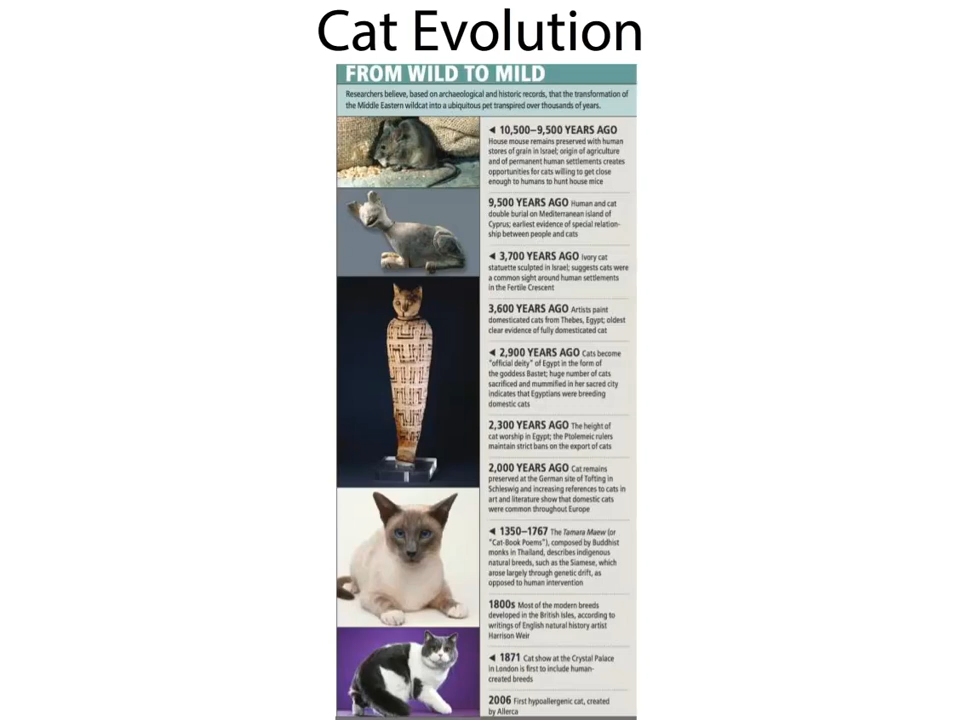 Cat Evolution
FROM WILD TO MILD
Researchers believe, based on archaeological and historic records, that the transformation of
the Middle Eastern wildcat into a ubiquitous pet transpired over thousands of years.
◄ 10,500–9,500 YEARS AGO
House mouse remains preserved with human
stores of grain in Israel; origin of agriculture
and of permanent human settlements creates
opportunities for cats willing to get close
enough to humans to hunt house mice
9,500 YEARS AGO Human and cat
double burial on Mediterranean island of
Cyprus; earliest evidence of special relation-
ship between people and cats
◄ 3,700 YEARS AGO Ivory cat
statuette sculpted in Israel; suggests cats were
a common sight around human settlements
in the Fertile Crescent
3,600 YEARS AGO Artists paint
domesticated cats from Thebes, Egypt; oldest
clear evidence of fully domesticated cat
◄ 2,900 YEARS AGO Cats become
"official deity" of Egypt in the form of
the goddess Bastet; huge number of cats
sacrificed and mummified in her sacred city
indicates that Egyptians were breeding
domestic cats
2,300 YEARS AGO The height of
cat worship in Egypt; the Ptolemeic rulers
maintain strict bans on the export of cats
2,000 YEARS AGO Cat remains
preserved at the German site of Tofting in
Schleswig and increasing references to cats in
art and literature show that domestic cats
were common throughout Europe
◄ 1350–1767 The Tamara Maew (or
"Cat-Book Poems"), composed by Buddhist
monks in Thailand, describes indigenous
natural breeds, such as the Siamese, which
arose largely through genetic drift, as
opposed to human intervention
1800s Most of the modern breeds
developed in the British Isles, according to
writings of English natural history artist
Harrison Weir
◄ 1871 Cat show at the Crystal Palace
in London is first to include human-
created breeds
2006 First hypoallergenic cat, created
by Allerca